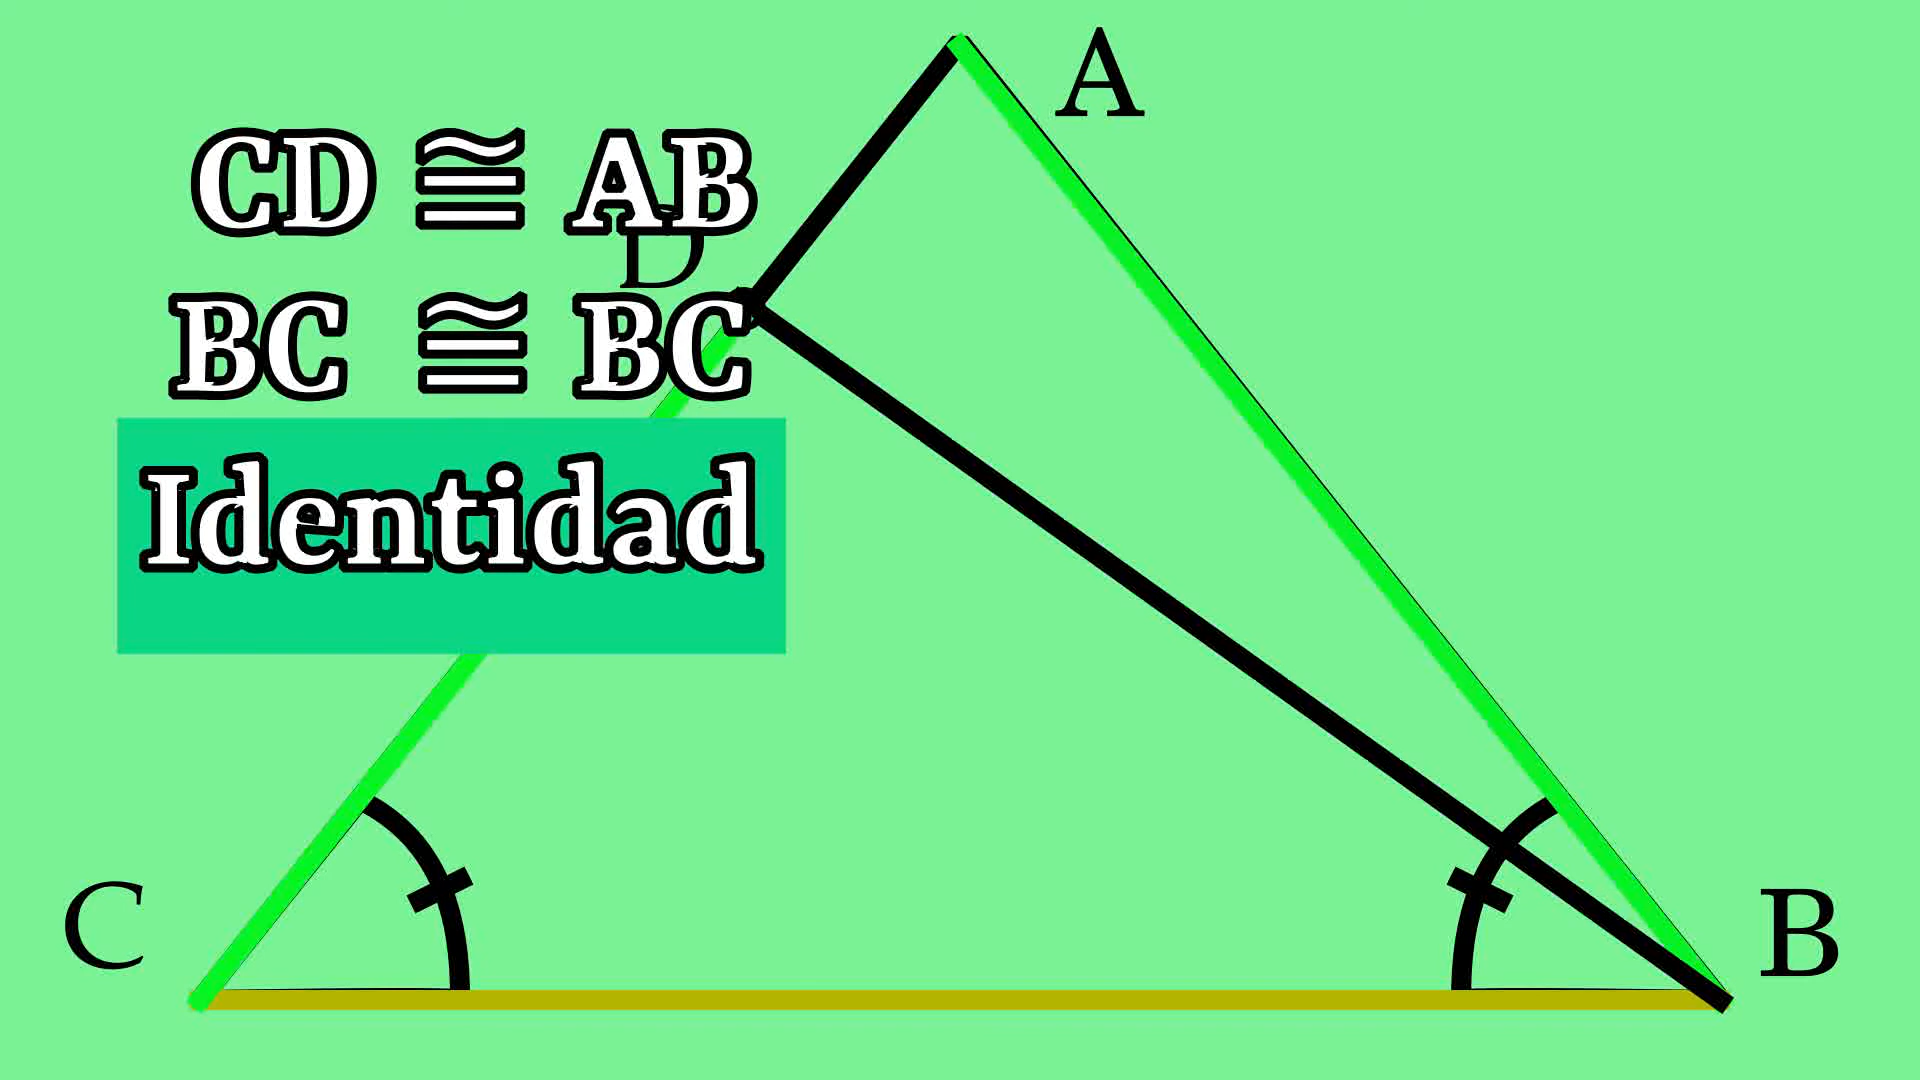 A
CD ≅ AB
D
BC ≅ BC
Identidad
C
B